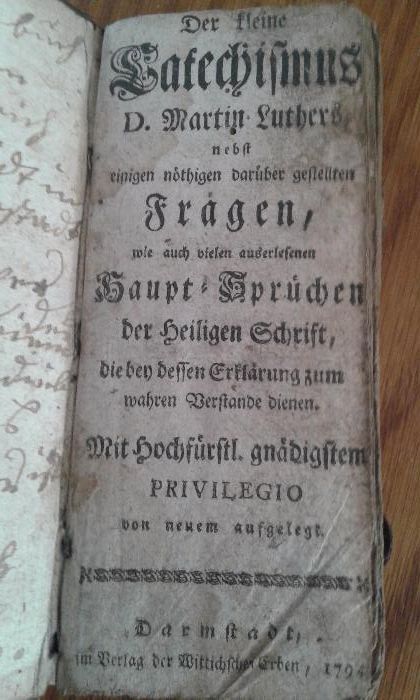 buch
Der kleine
Catechismus
D. Martin Luthers,
nebst
einigen nöthigen darüber gestellten
Fragen,
wie auch vielen auserlesenen
Haupt-Sprüchen
der Heiligen Schrift,
die bey dessen Erklärung zum
wahren Verstande dienen.
Mit Hochfürstl. gnädigstem
PRIVILEGIO
von neuem aufgelegt.
Darmstadt,
im Verlag der Wittichschen Erben, 1794